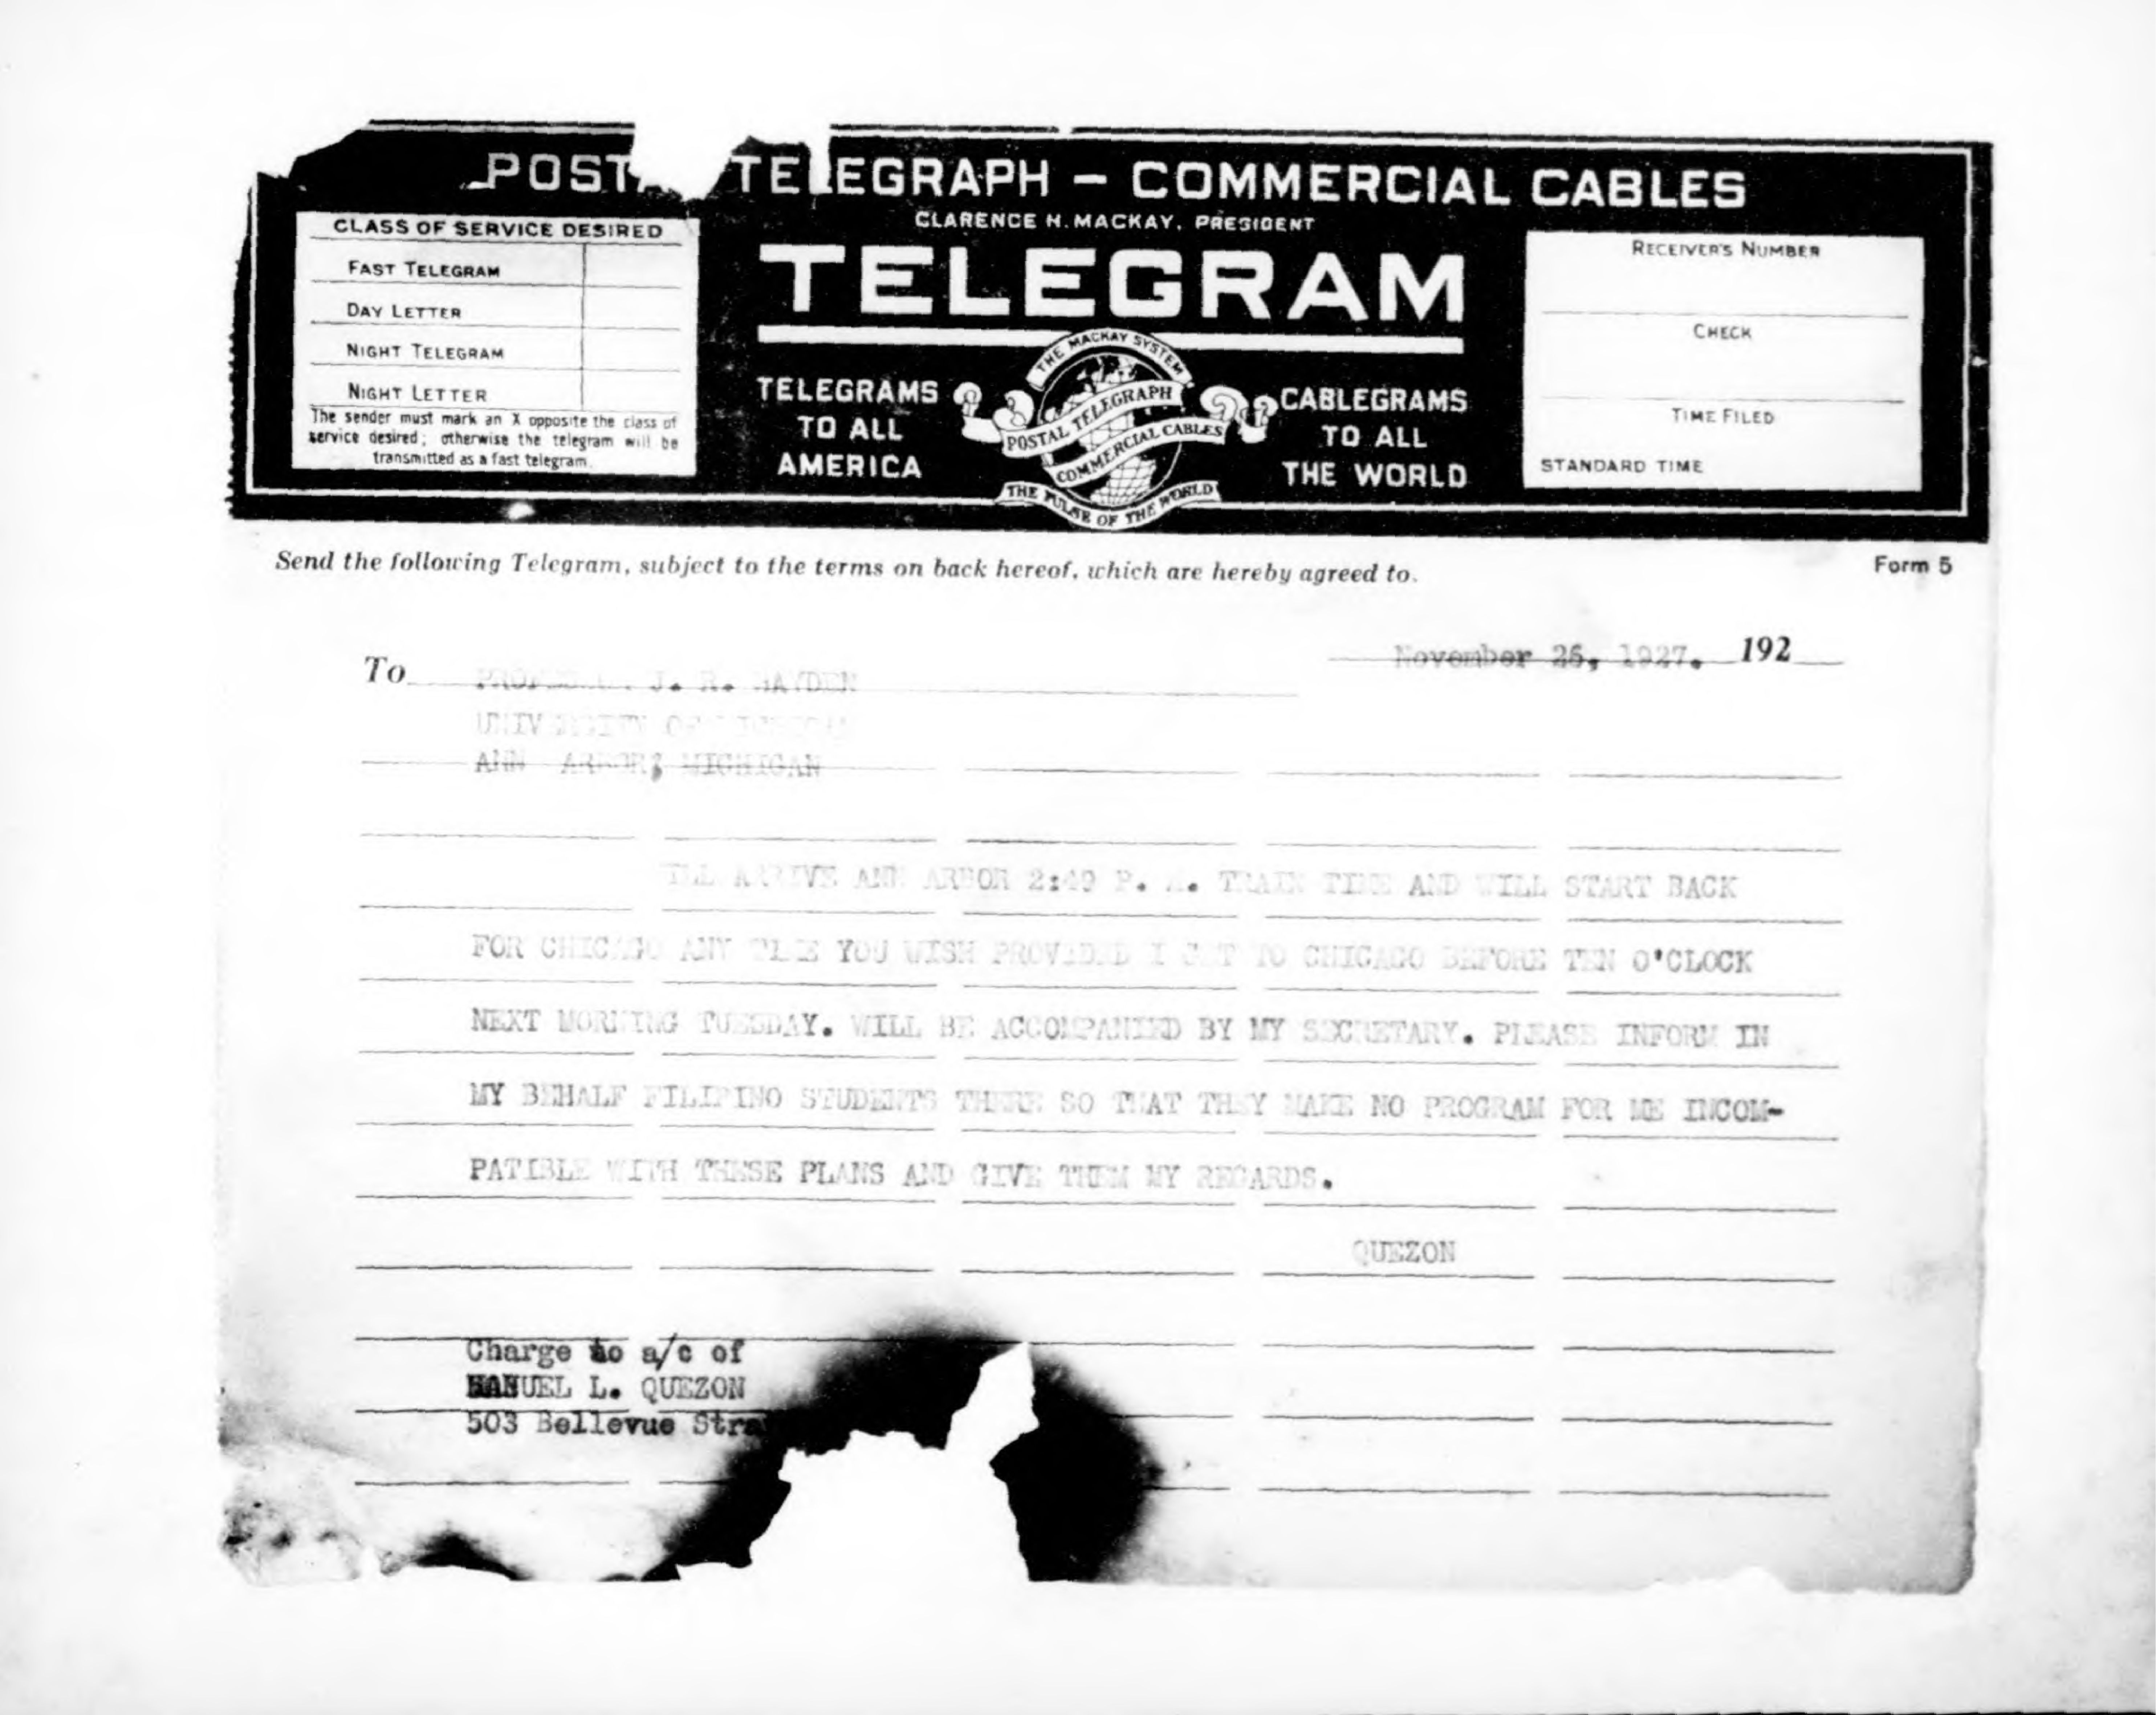 TELEGRAPH – COMMERCIAL CABLES
CLARENCE H. MACKAY, PRESIDENT
TELEGRAM
CLASS OF SERVICE DESIRED
FAST TELEGRAM
DAY LETTER
NIGHT TELEGRAM
NIGHT LETTER
The sender must mark an X opposite the class of
service desired; otherwise the telegram will be
transmitted as a fast telegram.
TELEGRAMS
TO ALL
AMERICA
THE MACKAY SYSTEM
POSTAL TELEGRAPH
COMMERCIAL CABLES
THE PULSE OF THE WORLD
CABLEGRAMS
TO ALL
THE WORLD
RECEIVER'S NUMBER
CHECK
TIME FILED
STANDARD TIME
Send the following Telegram, subject to the terms on back hereof, which are hereby agreed to.
Form 5
November 26, 1927. 192
To J. R. HAYDEN
UNIVERSITY OF MICHIGAN
ANN ARBOR; MICHIGAN
ARRIVE ANN ARBOR 2:49 P. M. TRAIN TIME AND WILL START BACK
FOR CHICAGO ANY TIME YOU WISH PROVIDED I GET TO CHICAGO BEFORE TEN O'CLOCK
NEXT MORNING TUESDAY. WILL BE ACCOMPANIED BY MY SECRETARY. PLEASE INFORM IN
MY BEHALF FILIPINO STUDENTS THERE SO THAT THEY MAKE NO PROGRAM FOR ME INCOM-
PATIBLE WITH THESE PLANS AND GIVE THEM MY REGARDS.
QUEZON
Charge to a/c of
MANUEL L. QUEZON
503 Bellevue